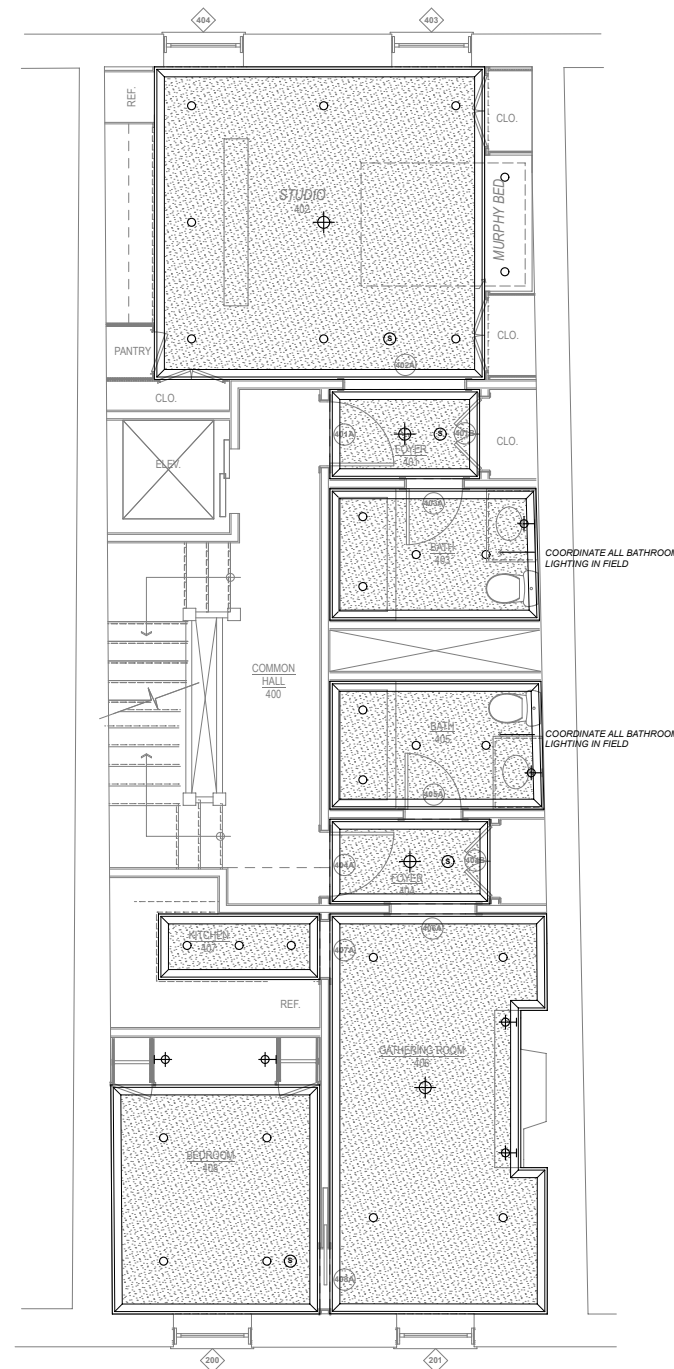 404
403
REF.
CLO.
STUDIO
402
MURPHY BED
PANTRY
CLO.
S
402A
CLO.
401A
S
401B
FOYER
401
CLO.
ELEV.
403A
BATH
403
COORDINATE ALL BATHROOM
LIGHTING IN FIELD
COMMON
HALL
400
BATH
405
COORDINATE ALL BATHROOM
LIGHTING IN FIELD
405A
404A
S
404B
FOYER
404
406A
KITCHEN
407
407A
REF.
GATHERING ROOM
406
BEDROOM
408
S
408A
200
201